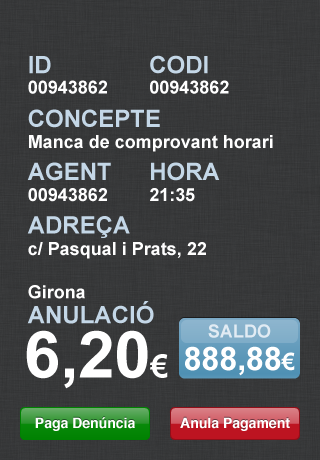 ID CODI
00943862 00943862
CONCEPTE
Manca de comprovant horari
AGENT HORA
00943862 21:35
ADREÇA
c/ Pasqual i Prats, 22
Girona
ANULACIÓ
6,20€
SALDO
888,88€
Paga Denúncia Anula Pagament